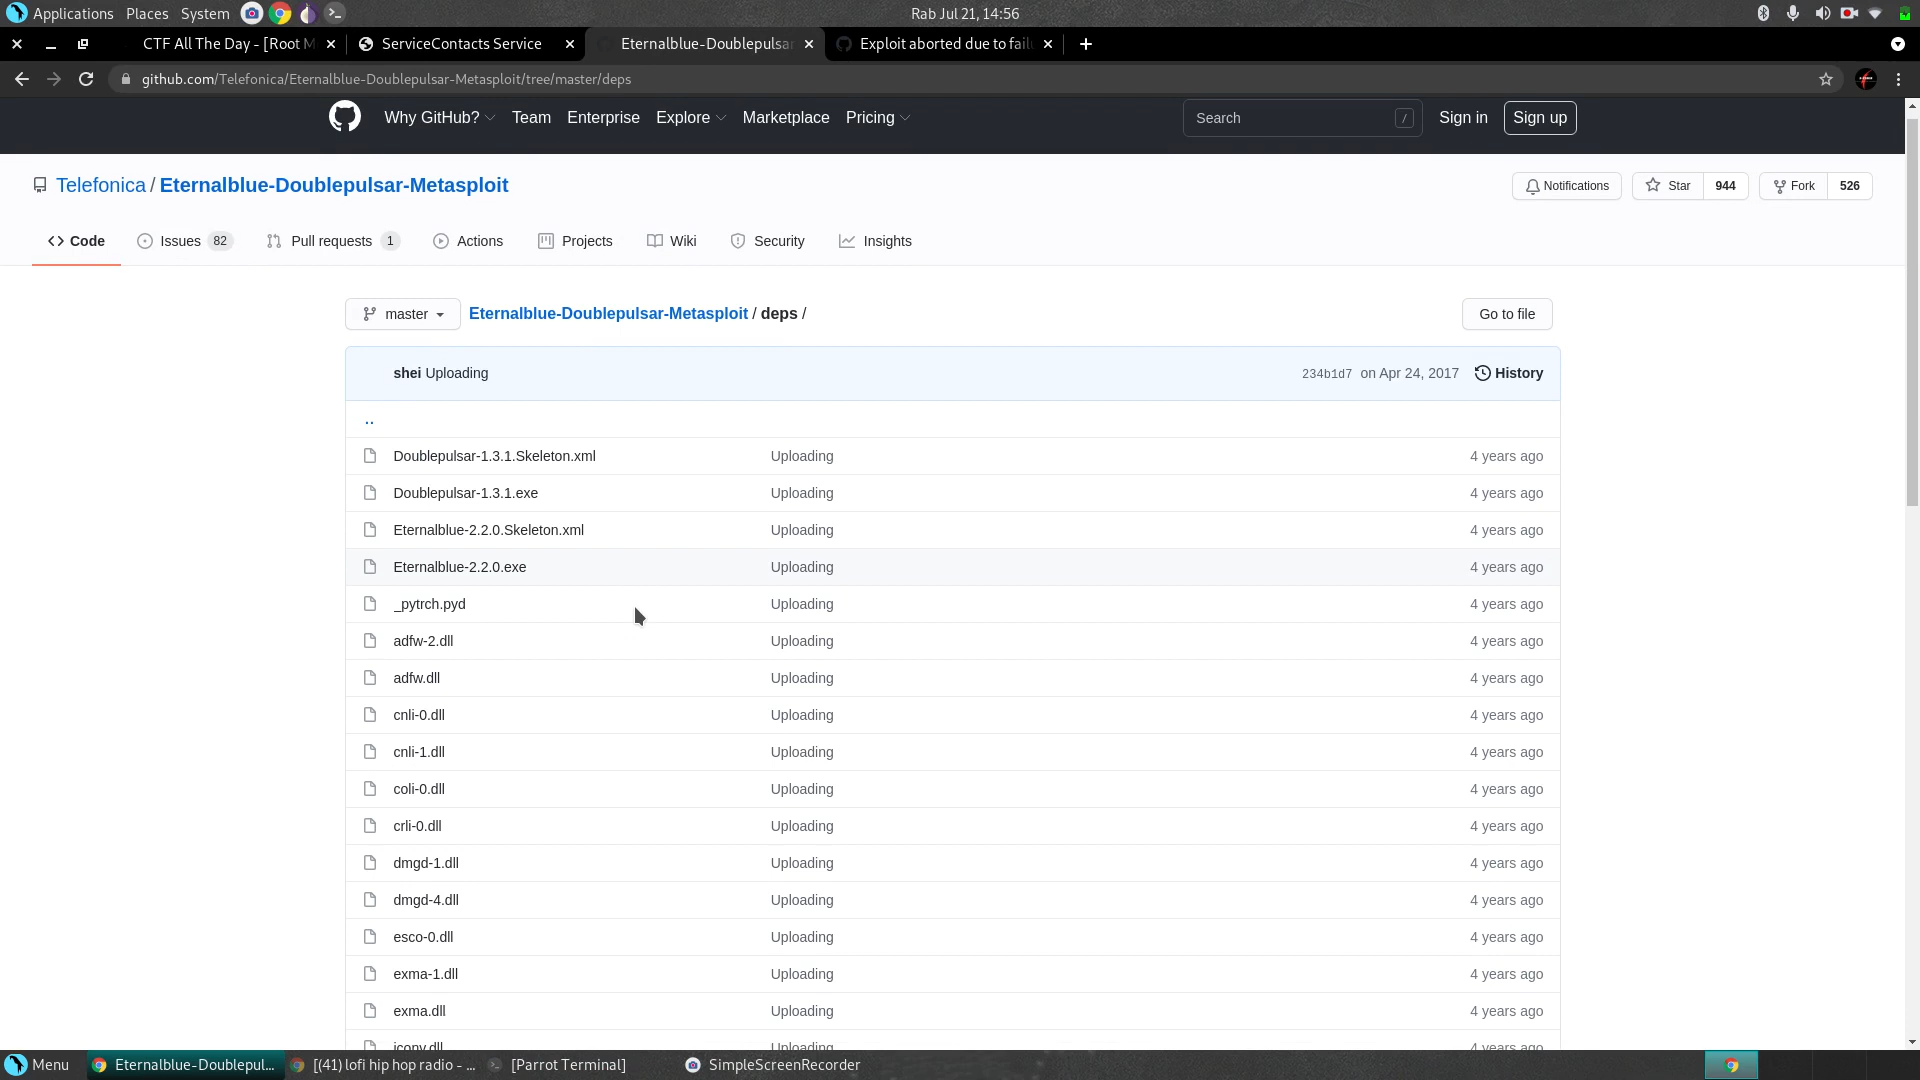 Applications Places System Rab Jul 21, 14:56
CTF All The Day - [Root M ServiceContacts Service Eternalblue-Doublepulsar Exploit aborted due to fail
github.com/Telefonica/Eternalblue-Doublepulsar-Metasploit/tree/master/deps
Why GitHub? Team Enterprise Explore Marketplace Pricing Search / Sign in Sign up
Telefonica / Eternalblue-Doublepulsar-Metasploit Notifications Star 944 Fork 526
Code Issues 82 Pull requests 1 Actions Projects Wiki Security Insights
master Eternalblue-Doublepulsar-Metasploit / deps / Go to file
shei Uploading 234b1d7 on Apr 24, 2017 History
..
Doublepulsar-1.3.1.Skeleton.xml Uploading 4 years ago
Doublepulsar-1.3.1.exe Uploading 4 years ago
Eternalblue-2.2.0.Skeleton.xml Uploading 4 years ago
Eternalblue-2.2.0.exe Uploading 4 years ago
_pytrch.pyd Uploading 4 years ago
adfw-2.dll Uploading 4 years ago
adfw.dll Uploading 4 years ago
cnli-0.dll Uploading 4 years ago
cnli-1.dll Uploading 4 years ago
coli-0.dll Uploading 4 years ago
crli-0.dll Uploading 4 years ago
dmgd-1.dll Uploading 4 years ago
dmgd-4.dll Uploading 4 years ago
esco-0.dll Uploading 4 years ago
exma-1.dll Uploading 4 years ago
exma.dll Uploading 4 years ago
iconv.dll Uploading 4 years ago
Menu Eternalblue-Doublepul... [(41) lofi hip hop radio - ... [Parrot Terminal] SimpleScreenRecorder